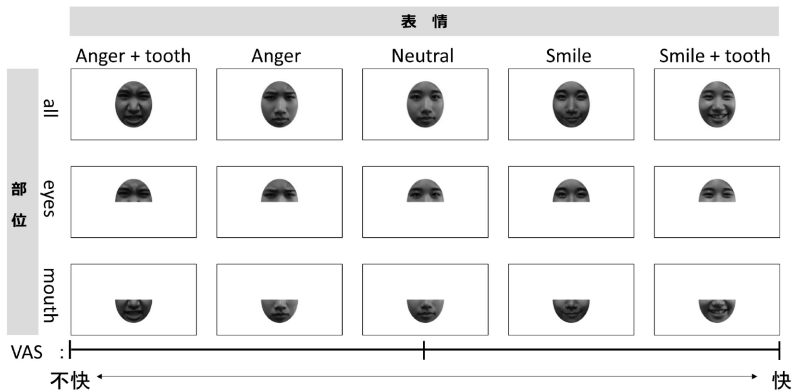 表 情
Anger + tooth Anger Neutral Smile Smile + tooth
部 位
all
eyes
mouth
VAS :
不快 快